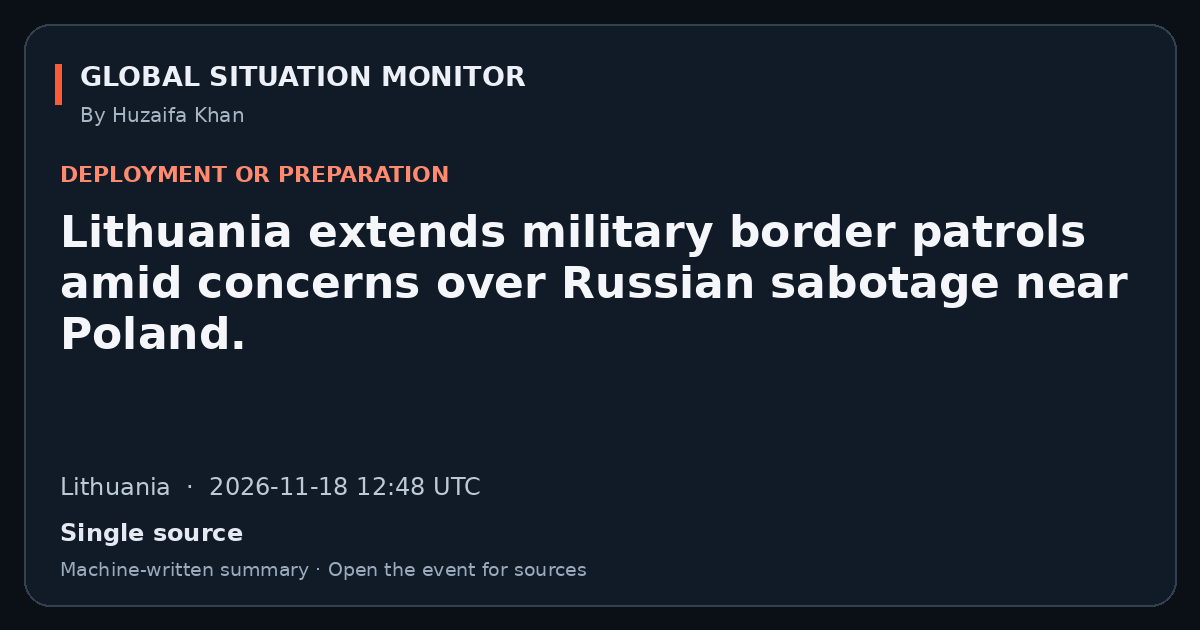 GLOBAL SITUATION MONITOR
By Huzaifa Khan
DEPLOYMENT OR PREPARATION
Lithuania extends military border patrols
amid concerns over Russian sabotage near
Poland.
Lithuania · 2026-11-18 12:48 UTC
Single source
Machine-written summary · Open the event for sources